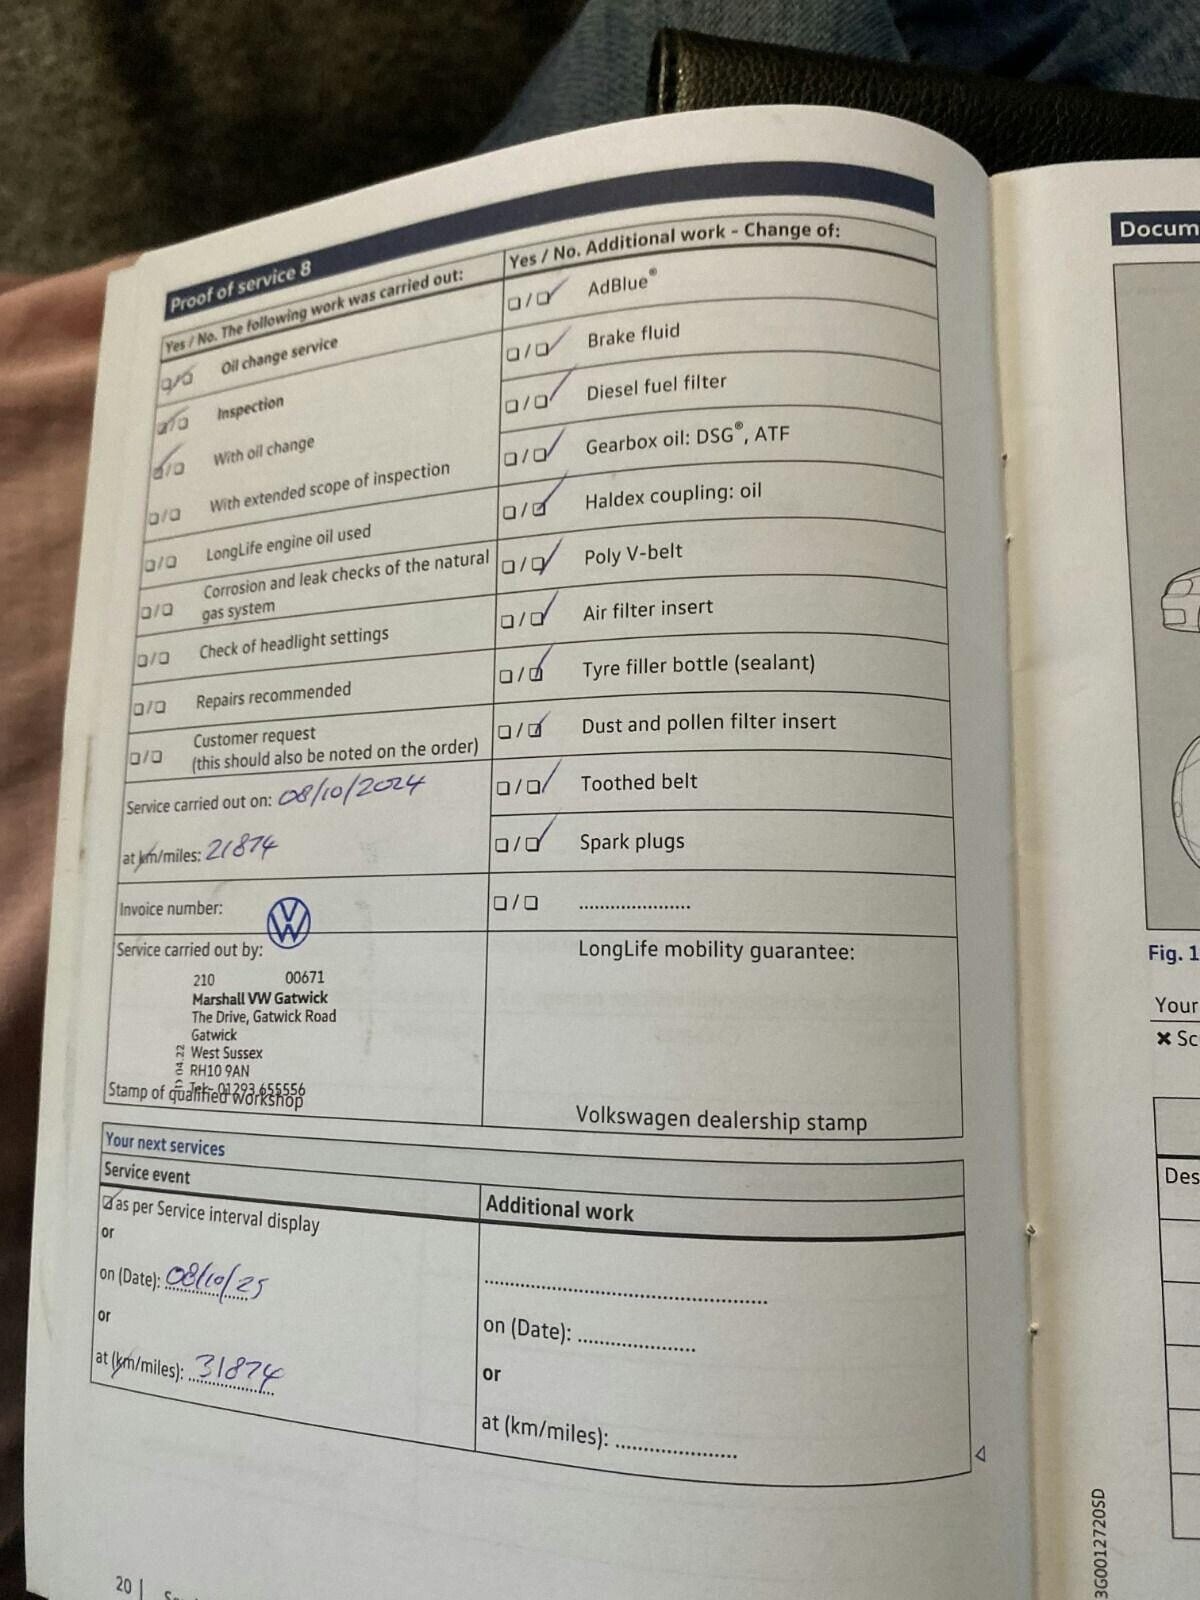 Proof of service 8
Yes / No. The following work was carried out:
Oil change service
Inspection
With oil change
With extended scope of inspection
LongLife engine oil used
Corrosion and leak checks of the natural
gas system
Check of headlight settings
Repairs recommended
Customer request
(this should also be noted on the order)
Service carried out on: 08/10/2024
at km/miles: 21874
Invoice number:
Service carried out by:
210 00671
Marshall VW Gatwick
The Drive, Gatwick Road
Gatwick
West Sussex
RH10 9AN
Tel: 01293 655556
04.22
Stamp of qualified workshop
Yes / No. Additional work - Change of:
AdBlue®
Brake fluid
Diesel fuel filter
Gearbox oil: DSG®, ATF
Haldex coupling: oil
Poly V-belt
Air filter insert
Tyre filler bottle (sealant)
Dust and pollen filter insert
Toothed belt
Spark plugs
......................
LongLife mobility guarantee:
Volkswagen dealership stamp
Your next services
Service event
as per Service interval display
or
on (Date): 08/10/25
or
at (km/miles): 31874
Additional work
on (Date): ......................
or
at (km/miles): ......................
20
Docum
Fig. 1
Your
✖ Sc
Des
3G0012720SD